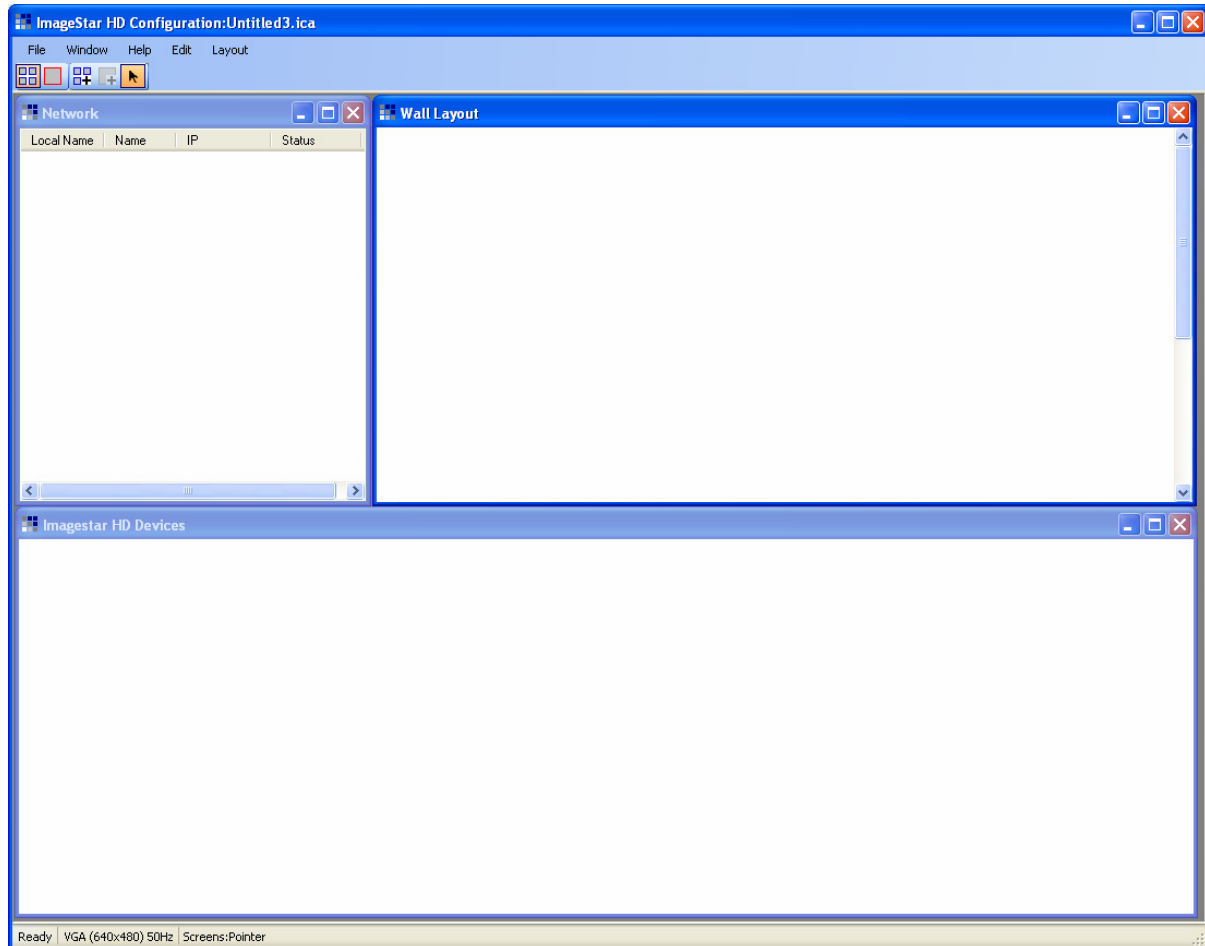 ImageStar HD Configuration:Untitled3.ica
File Window Help Edit Layout
Network
Local Name Name IP Status
Wall Layout
Imagestar HD Devices
Ready VGA (640x480) 50Hz Screens:Pointer